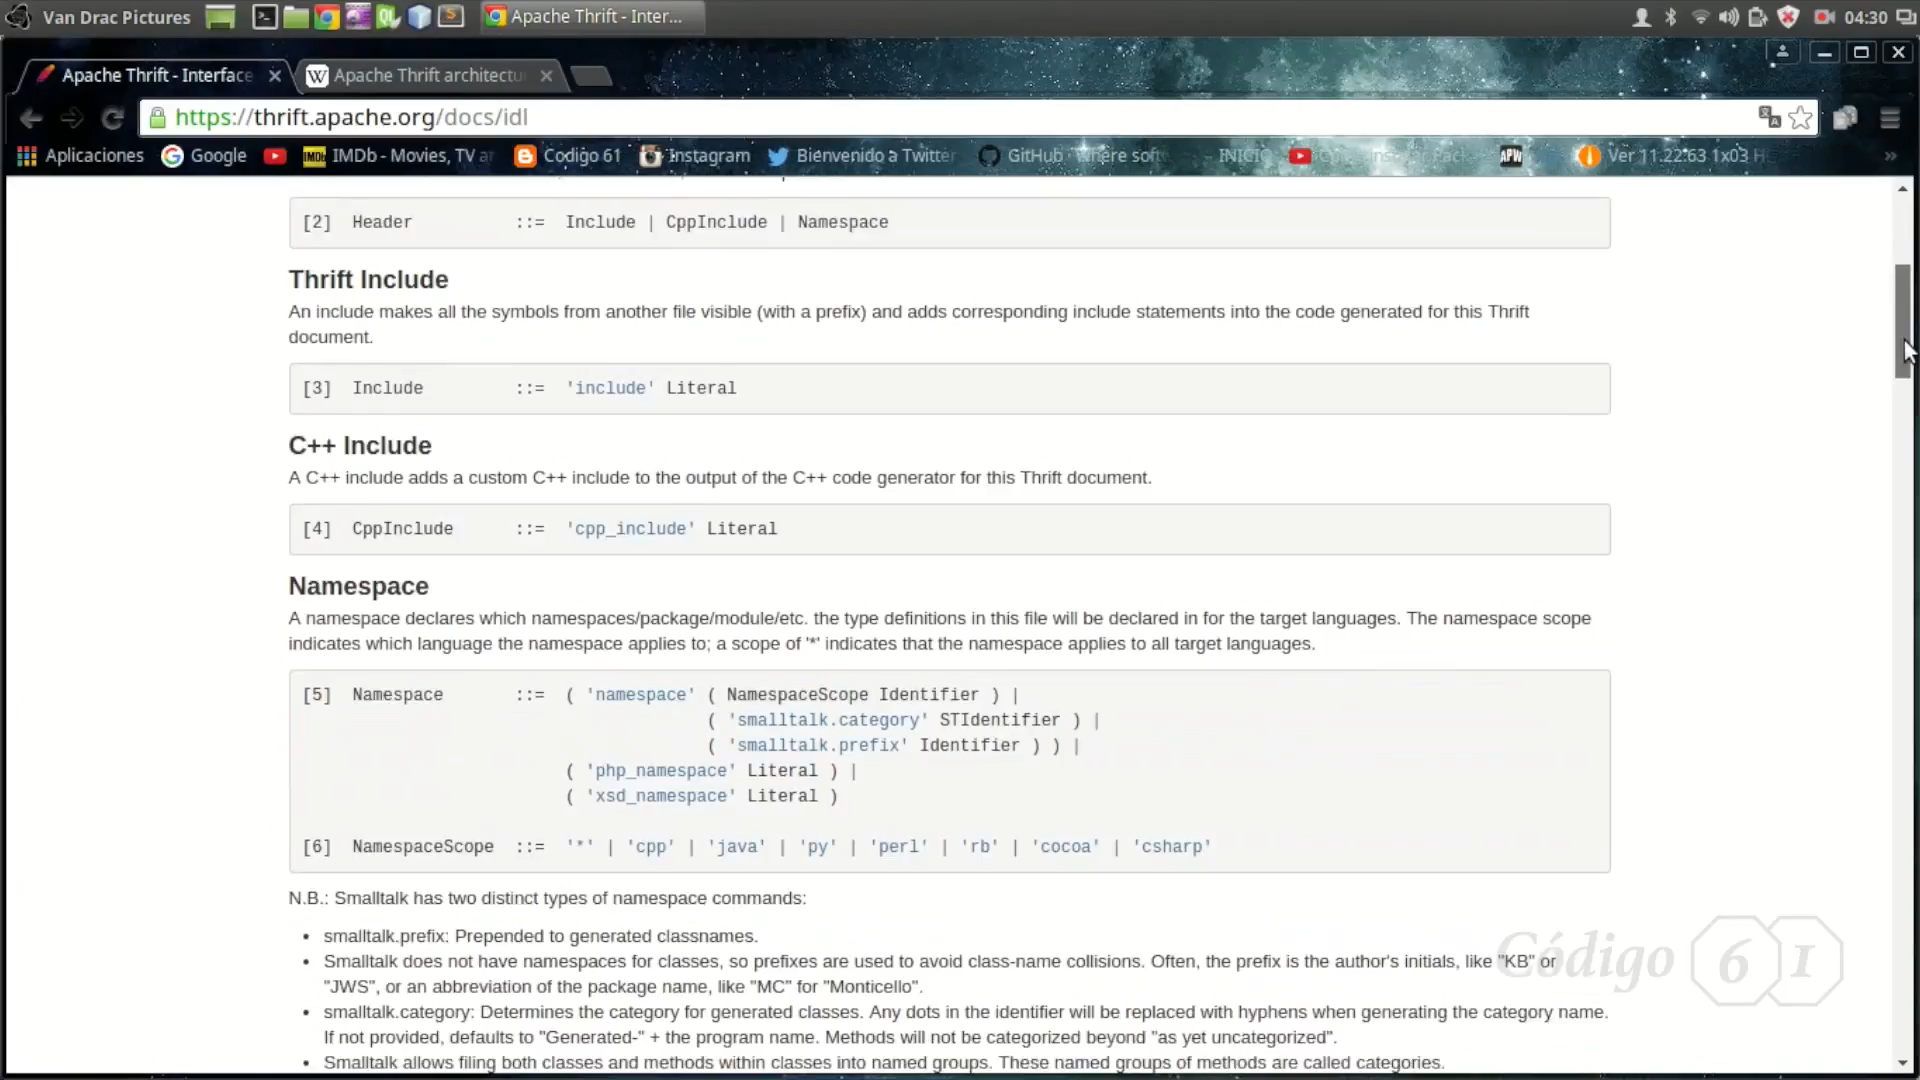 Van Drac Pictures
Apache Thrift - Inter...
04:30
Apache Thrift - Interface
Apache Thrift architectu
https://thrift.apache.org/docs/idl
Aplicaciones
Google
IMDb - Movies, TV a
Codigo 61
Instagram
Bienvenido a Twitte
GitHub · Where soft
INICIO
Ver 11.22.63 1x03 H
[2] Header ::= Include | CppInclude | Namespace
Thrift Include
An include makes all the symbols from another file visible (with a prefix) and adds corresponding include statements into the code generated for this Thrift
document.
[3] Include ::= 'include' Literal
C++ Include
A C++ include adds a custom C++ include to the output of the C++ code generator for this Thrift document.
[4] CppInclude ::= 'cpp_include' Literal
Namespace
A namespace declares which namespaces/package/module/etc. the type definitions in this file will be declared in for the target languages. The namespace scope
indicates which language the namespace applies to; a scope of '*' indicates that the namespace applies to all target languages.
[5] Namespace ::= ( 'namespace' ( NamespaceScope Identifier ) |
( 'smalltalk.category' STIdentifier ) |
( 'smalltalk.prefix' Identifier ) ) |
( 'php_namespace' Literal ) |
( 'xsd_namespace' Literal )
[6] NamespaceScope ::= '*' | 'cpp' | 'java' | 'py' | 'perl' | 'rb' | 'cocoa' | 'csharp'
N.B.: Smalltalk has two distinct types of namespace commands:
• smalltalk.prefix: Prepended to generated classnames.
• Smalltalk does not have namespaces for classes, so prefixes are used to avoid class-name collisions. Often, the prefix is the author's initials, like "KB" or
"JWS", or an abbreviation of the package name, like "MC" for "Monticello".
• smalltalk.category: Determines the category for generated classes. Any dots in the identifier will be replaced with hyphens when generating the category name.
If not provided, defaults to "Generated-" + the program name. Methods will not be categorized beyond "as yet uncategorized".
• Smalltalk allows filing both classes and methods within classes into named groups. These named groups of methods are called categories.
Código 61